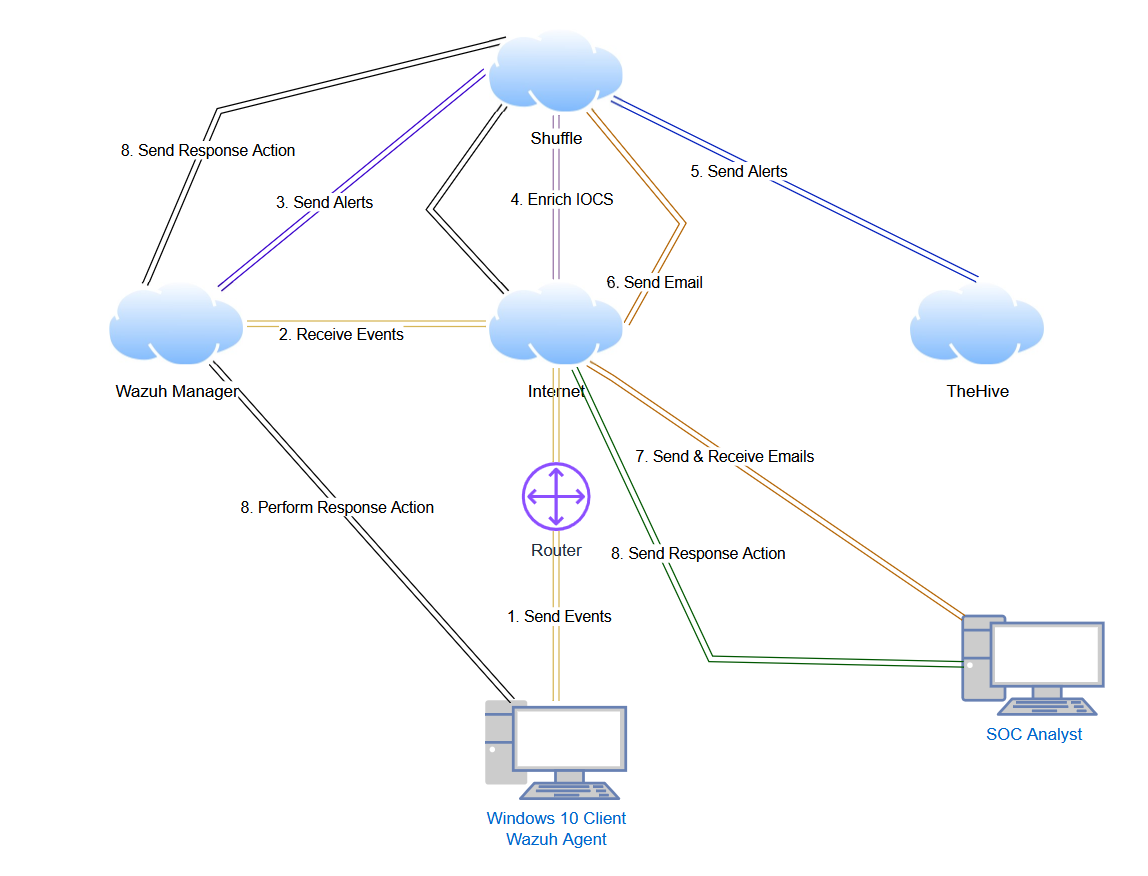 Shuffle
8. Send Response Action
3. Send Alerts
4. Enrich IOCS
5. Send Alerts
6. Send Email
2. Receive Events
Wazuh Manager
Internet
TheHive
7. Send & Receive Emails
8. Perform Response Action
Router
8. Send Response Action
1. Send Events
SOC Analyst
Windows 10 Client
Wazuh Agent